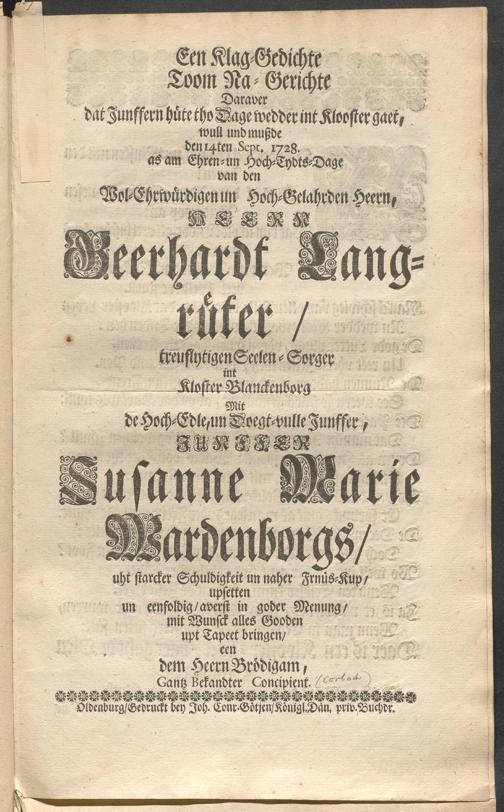 Een Klag-Gedichte
Toom Na-Gerichte
Daraver
dat Junffern hüte tho Dage wedder int Klooster gaet,
wull und mußde
den 14ten Sept. 1728.
as am Ehren- un Hoch-Tydts-Dage
van den
Wol-Ehrwürdigen un Hoch-Gelahrden Heern,
HEERN
Geerhardt Lang-
rüker /
treuflytigen Seelen-Sorger
int
Kloster Blanckenborg
Mit
de Hoch-Edle, un Doegt-vulle Junffer,
JUNFFER
Susanne Marie
Wardenborgs /
uht starcker Schuldigkeit un naher Frnüs-Kup /
upsetten
un eenfoldig / averst in goder Menung /
mit Wunsck alles Gooden
upt Tapeet bringen /
een
dem Heern Brödigam,
Gantz Bekandter Concipient. (Corbach)
Oldenburg / Gedruckt bey Joh. Conr. Götjen / Königl. Dän. priv. Buchdr.